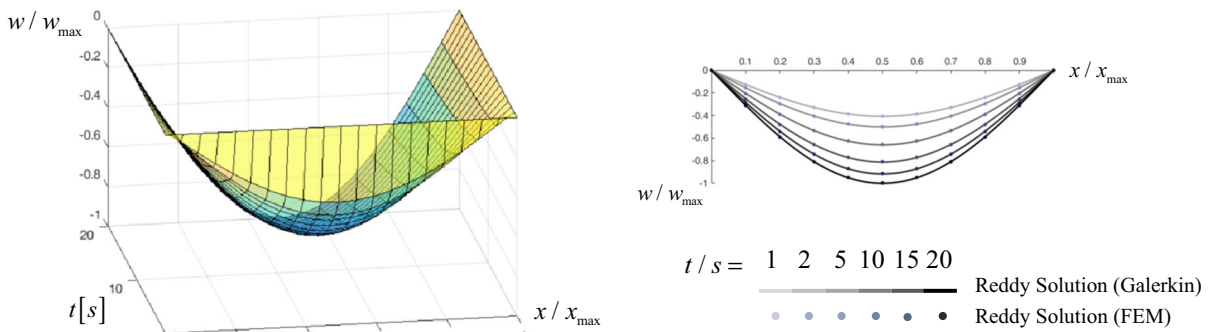 w / w_max
0
-0.2
-0.4
-0.6
-0.8
-1
20
10
t[s]
x / x_max
0.1 0.2 0.3 0.4 0.5 0.6 0.7 0.8 0.9
x / x_max
0
-0.2
-0.4
-0.6
-0.8
-1
w / w_max
t / s = 1 2 5 10 15 20
Reddy Solution (Galerkin)
Reddy Solution (FEM)